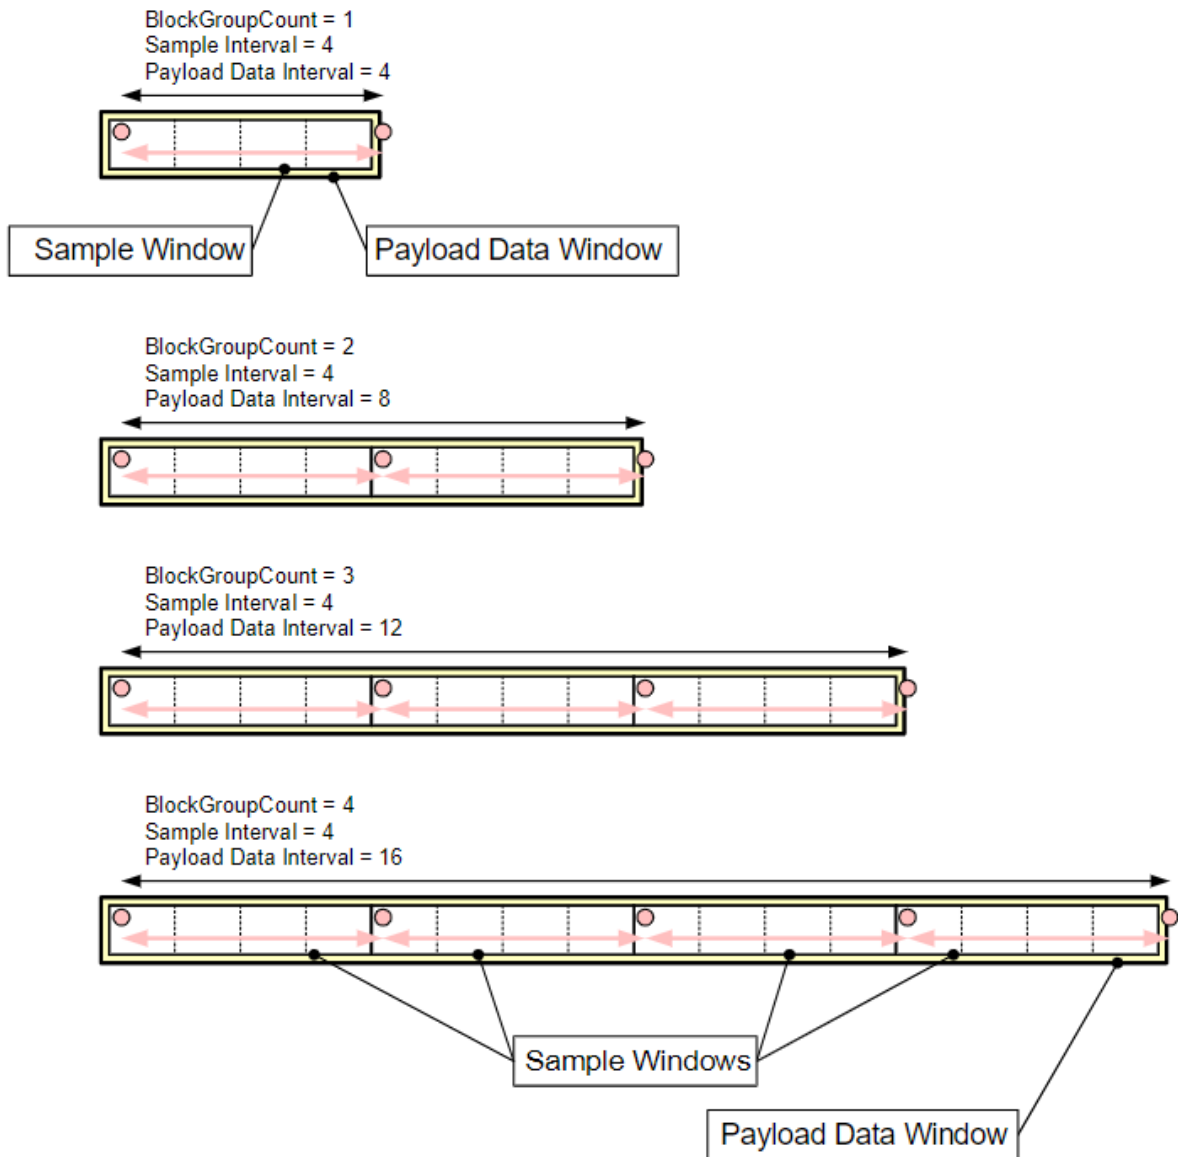 BlockGroupCount = 1
Sample Interval = 4
Payload Data Interval = 4
Sample Window
Payload Data Window
BlockGroupCount = 2
Sample Interval = 4
Payload Data Interval = 8
BlockGroupCount = 3
Sample Interval = 4
Payload Data Interval = 12
BlockGroupCount = 4
Sample Interval = 4
Payload Data Interval = 16
Sample Windows
Payload Data Window